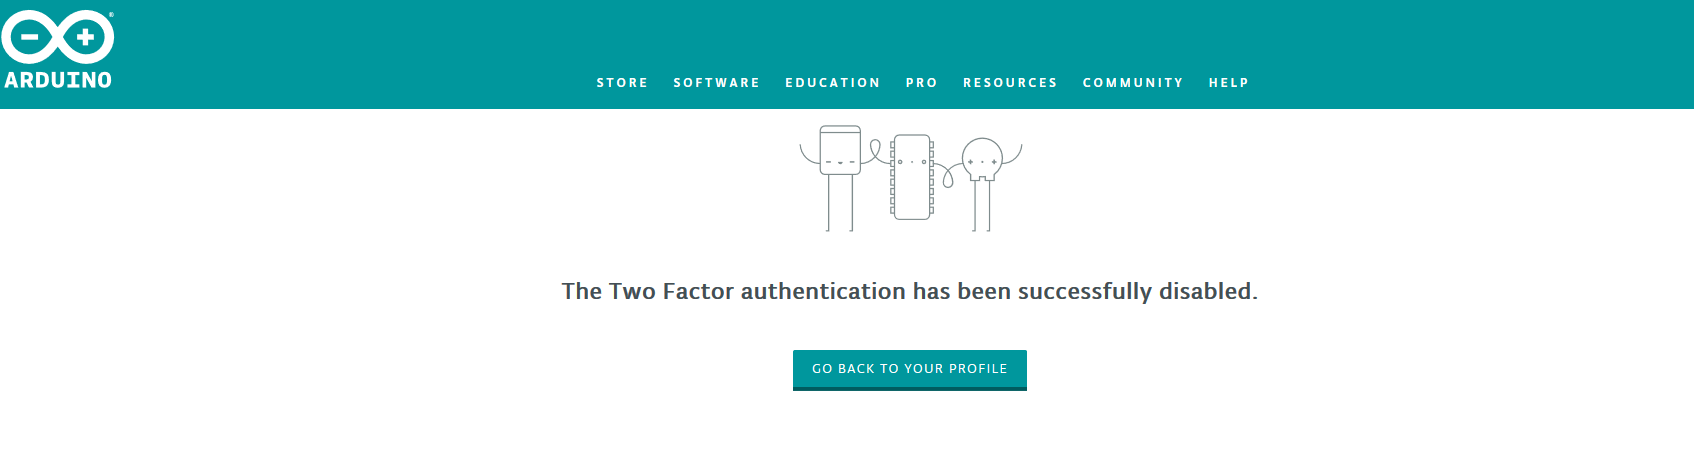 ARDUINO
STORE SOFTWARE EDUCATION PRO RESOURCES COMMUNITY HELP
The Two Factor authentication has been successfully disabled.
GO BACK TO YOUR PROFILE